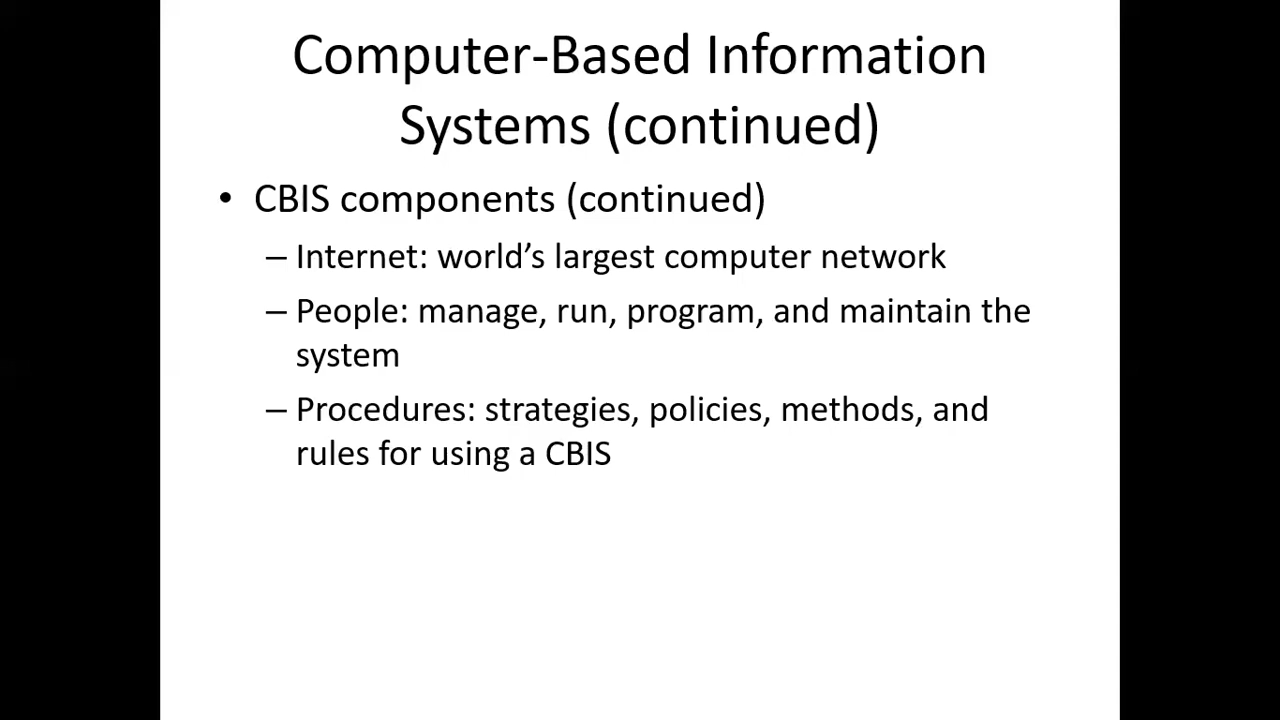 Computer-Based Information
Systems (continued)
• CBIS components (continued)
– Internet: world’s largest computer network
– People: manage, run, program, and maintain the
system
– Procedures: strategies, policies, methods, and
rules for using a CBIS